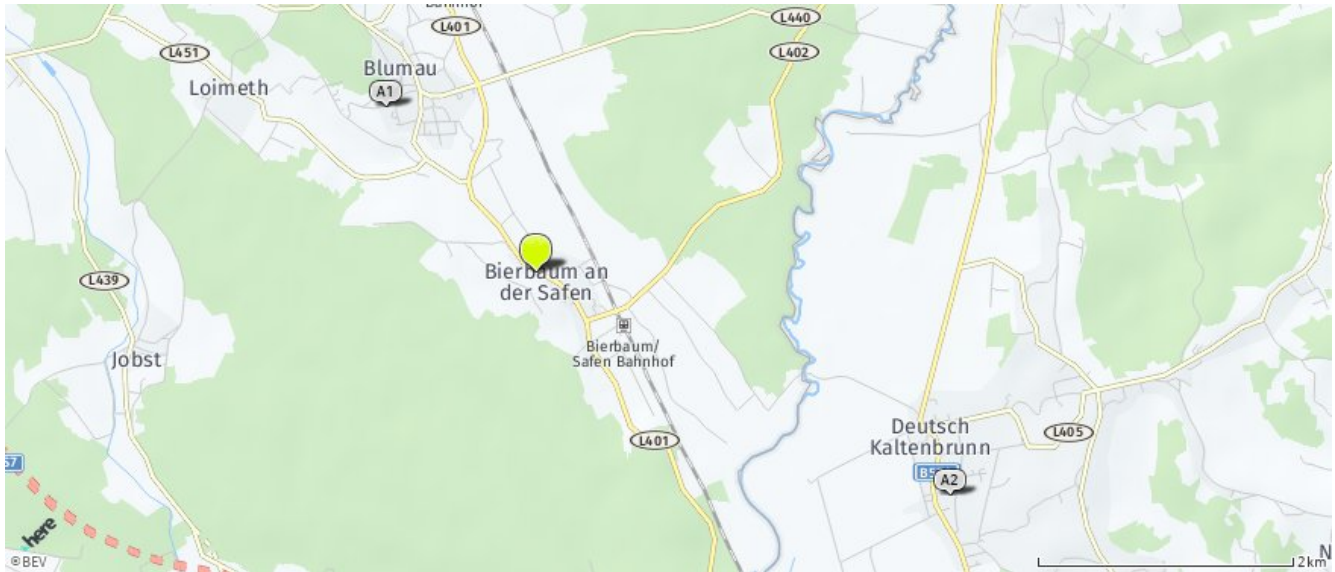 Bahnhof
L401
L440
L402
L451
Blumau
A1
Loimeth
L439
Bierbaum an
der Safen
Bierbaum/
Safen Bahnhof
Jobst
L401
Deutsch
Kaltenbrunn
L405
A2
here
©BEV
2km
N